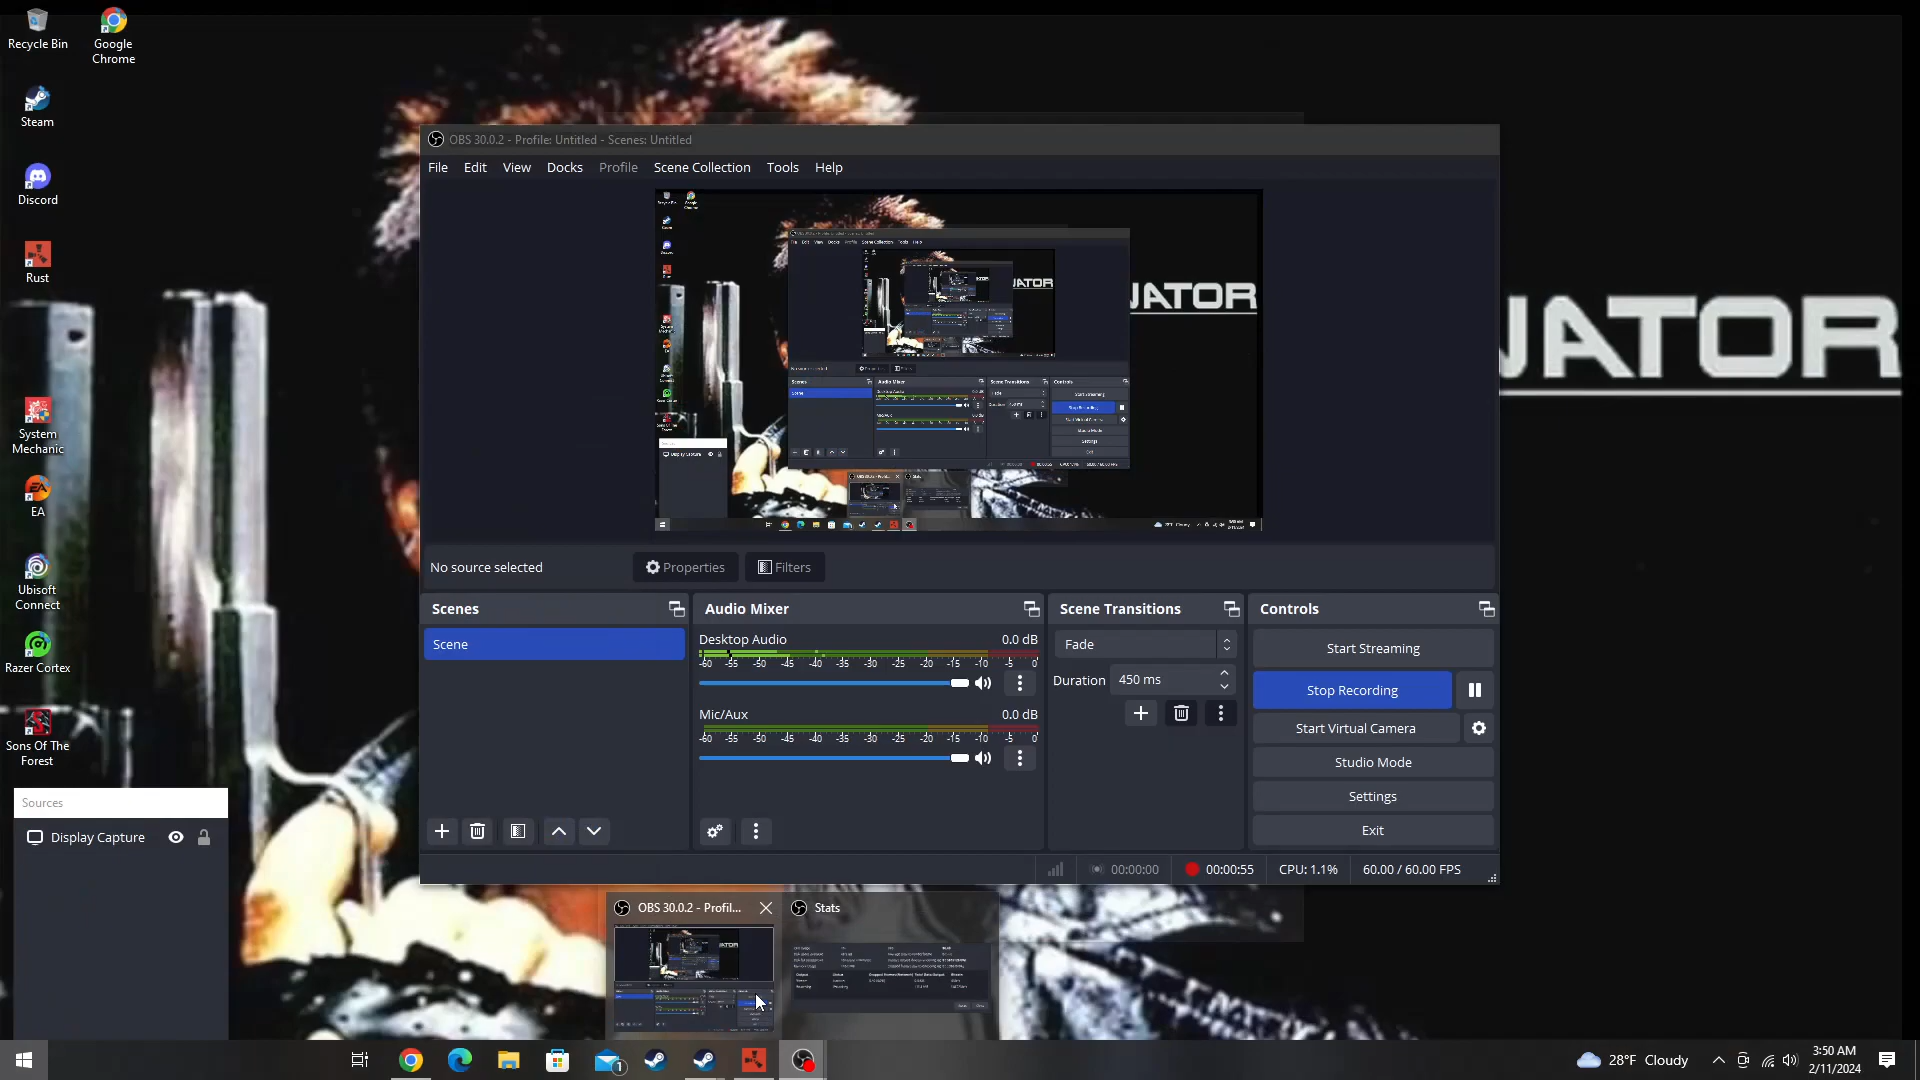 Recycle Bin
Google
Chrome
Steam
Discord
Rust
System
Mechanic
EA
Ubisoft
Connect
Razer Cortex
Sons Of The
Forest
Sources
Display Capture
OBS 30.0.2 - Profile: Untitled - Scenes: Untitled
File Edit View Docks Profile Scene Collection Tools Help
NATOR
No source selected
Properties
Filters
Scenes
Scene
Audio Mixer
Desktop Audio 0.0 dB
-60 -55 -50 -45 -40 -35 -30 -25 -20 -15 -10 -5 0
Mic/Aux 0.0 dB
-60 -55 -50 -45 -40 -35 -30 -25 -20 -15 -10 -5 0
Scene Transitions
Fade
Duration 450 ms
Controls
Start Streaming
Stop Recording
Start Virtual Camera
Studio Mode
Settings
Exit
00:00:00 00:00:55 CPU: 1.1% 60.00 / 60.00 FPS
OBS 30.0.2 - Profil...
Stats
1
28°F Cloudy
3:50 AM
2/11/2024